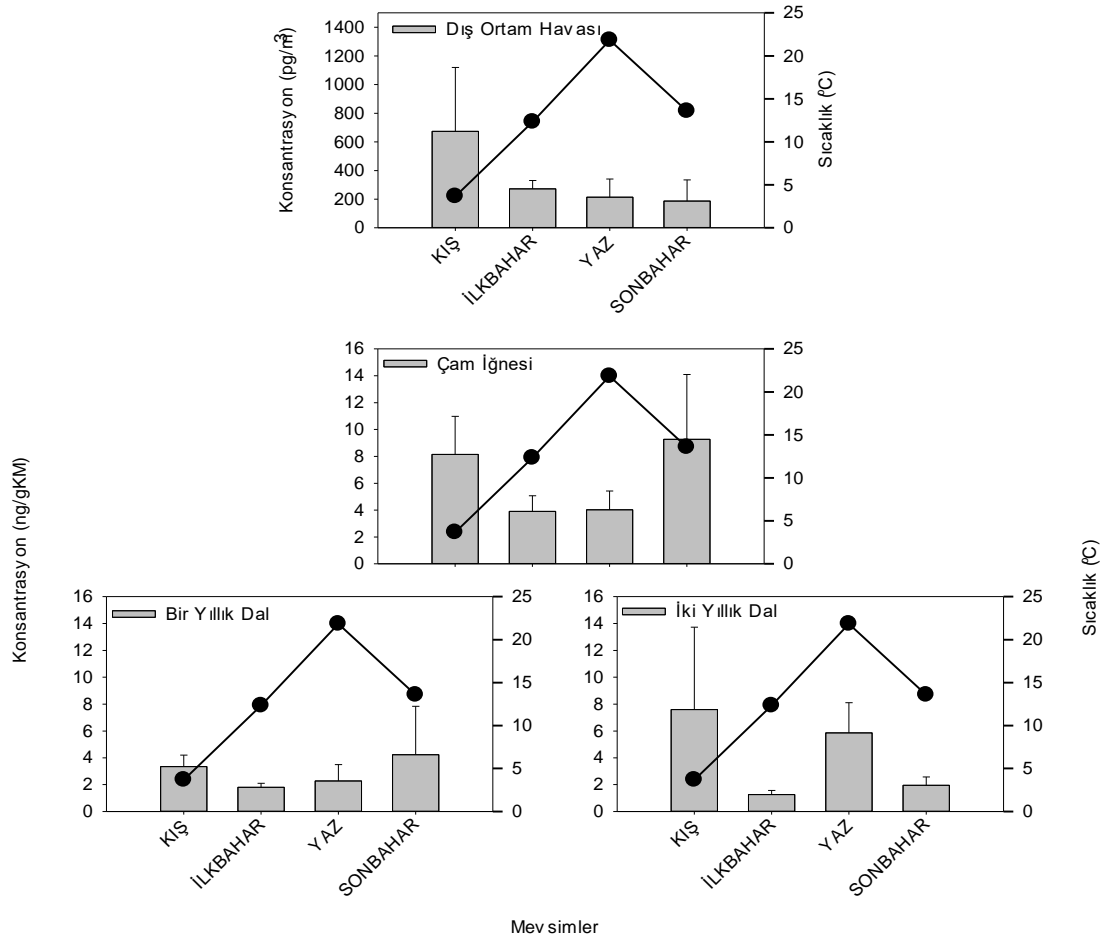 Dış Ortam Havası
Konsantrasyon (pg/m3)
1400
1200
1000
800
600
400
200
0
25
20
15
10
5
0
Sıcaklık (ºC)
KIŞ
İLKBAHAR
YAZ
SONBAHAR
Çam İğnesi
16
14
12
10
8
6
4
2
0
25
20
15
10
5
0
Konsantrasyon (ng/gKM)
Sıcaklık (ºC)
Bir Yıllık Dal
16
14
12
10
8
6
4
2
0
25
20
15
10
5
0
KIŞ
İLKBAHAR
YAZ
SONBAHAR
İki Yıllık Dal
16
14
12
10
8
6
4
2
0
25
20
15
10
5
0
KIŞ
İLKBAHAR
YAZ
SONBAHAR
Mevsimler